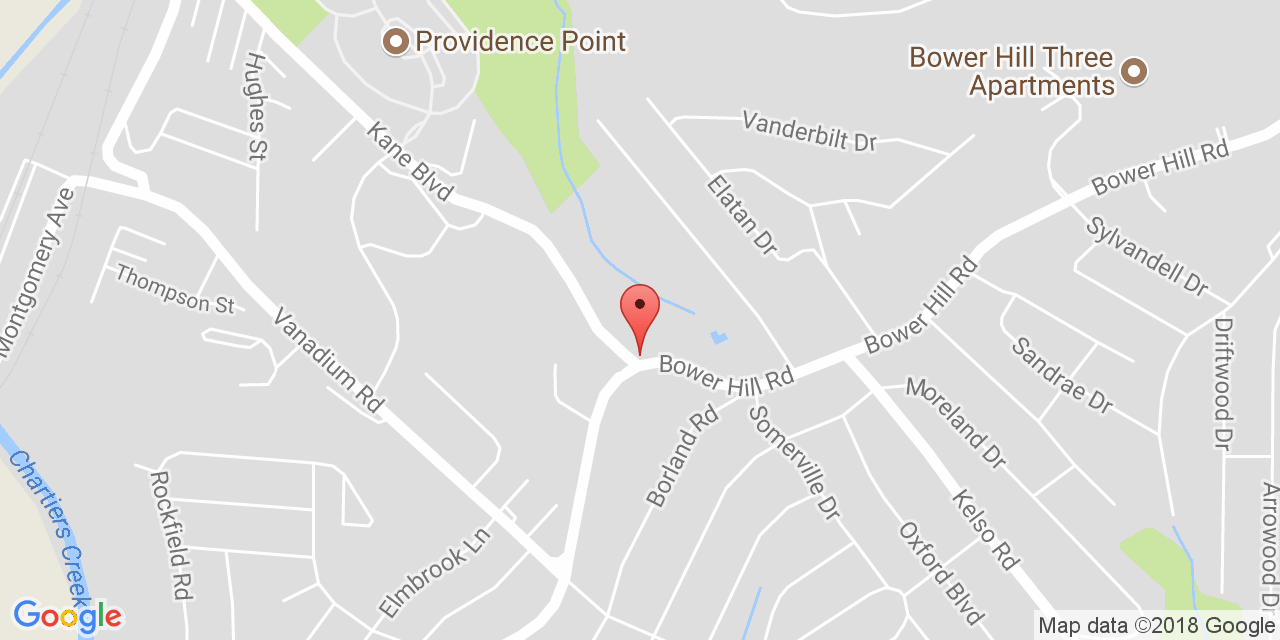 Providence Point
Bower Hill Three
Apartments
Hughes St
Kane Blvd
Vanderbilt Dr
Bower Hill Rd
Elatan Dr
Montgomery Ave
Sylvandell Dr
Thompson St
Bower Hill Rd
Vanadium Rd
Driftwood Dr
Sandrae Dr
Bower Hill Rd
Moreland Dr
Borland Rd
Somerville Dr
Chartiers Creek
Rockfield Rd
Kelso Rd
Arrowood Dr
Oxford Blvd
Elmbrook Ln
Google
Map data ©2018 Google